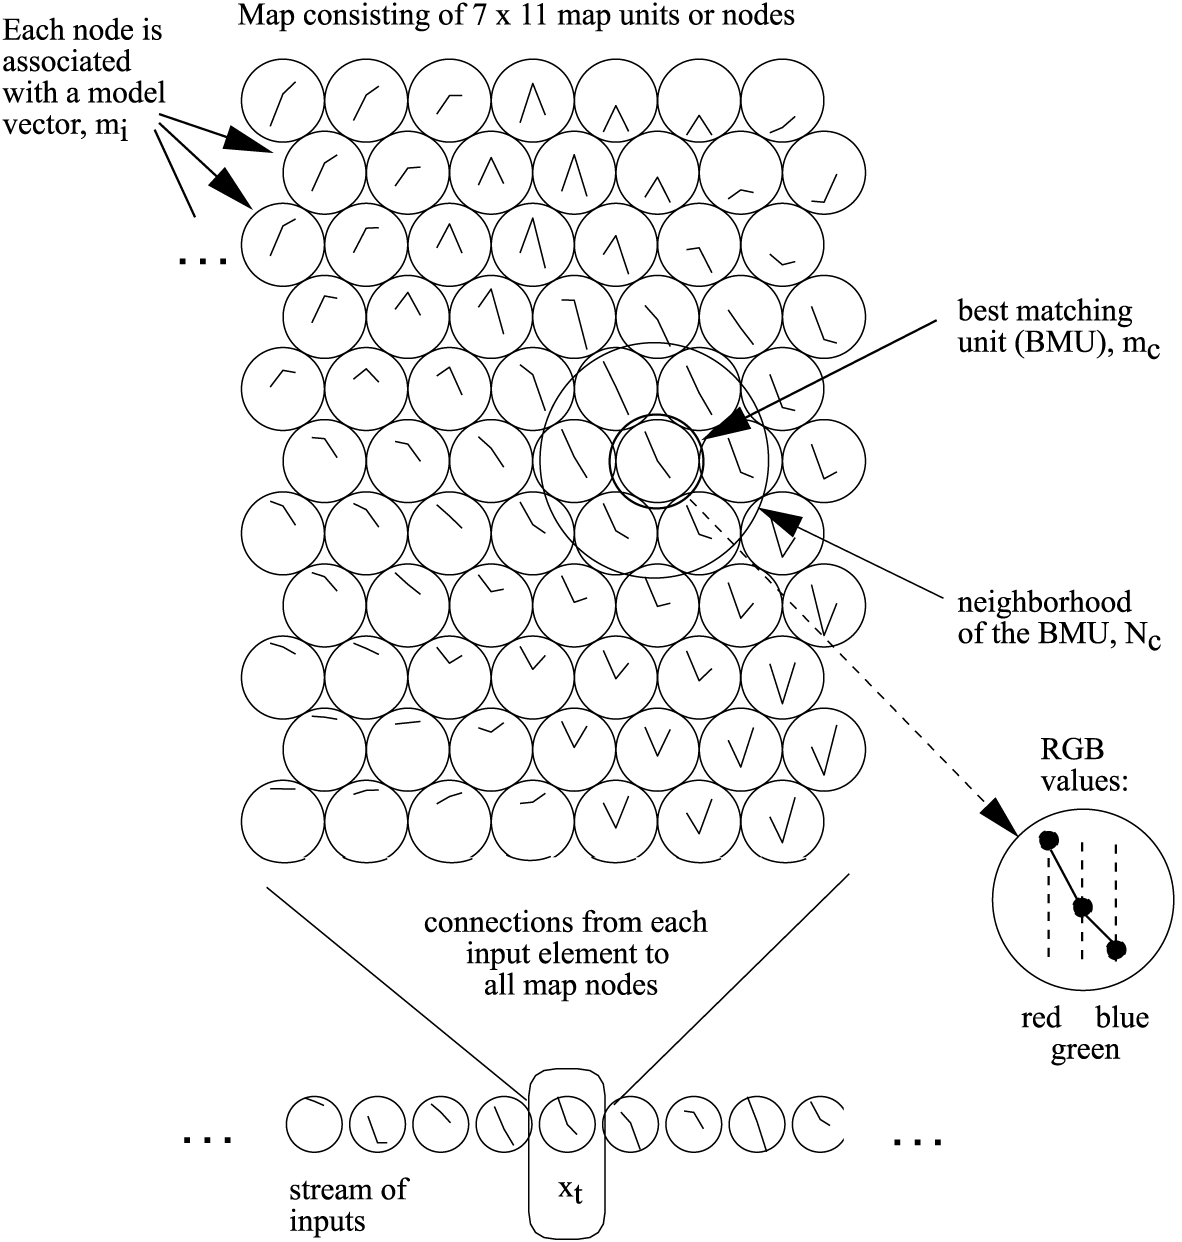 Map consisting of 7 x 11 map units or nodes
Each node is
associated
with a model
vector, mi
...
best matching
unit (BMU), mc
neighborhood
of the BMU, Nc
RGB
values:
red blue
green
connections from each
input element to
all map nodes
...
...
stream of
inputs
xt